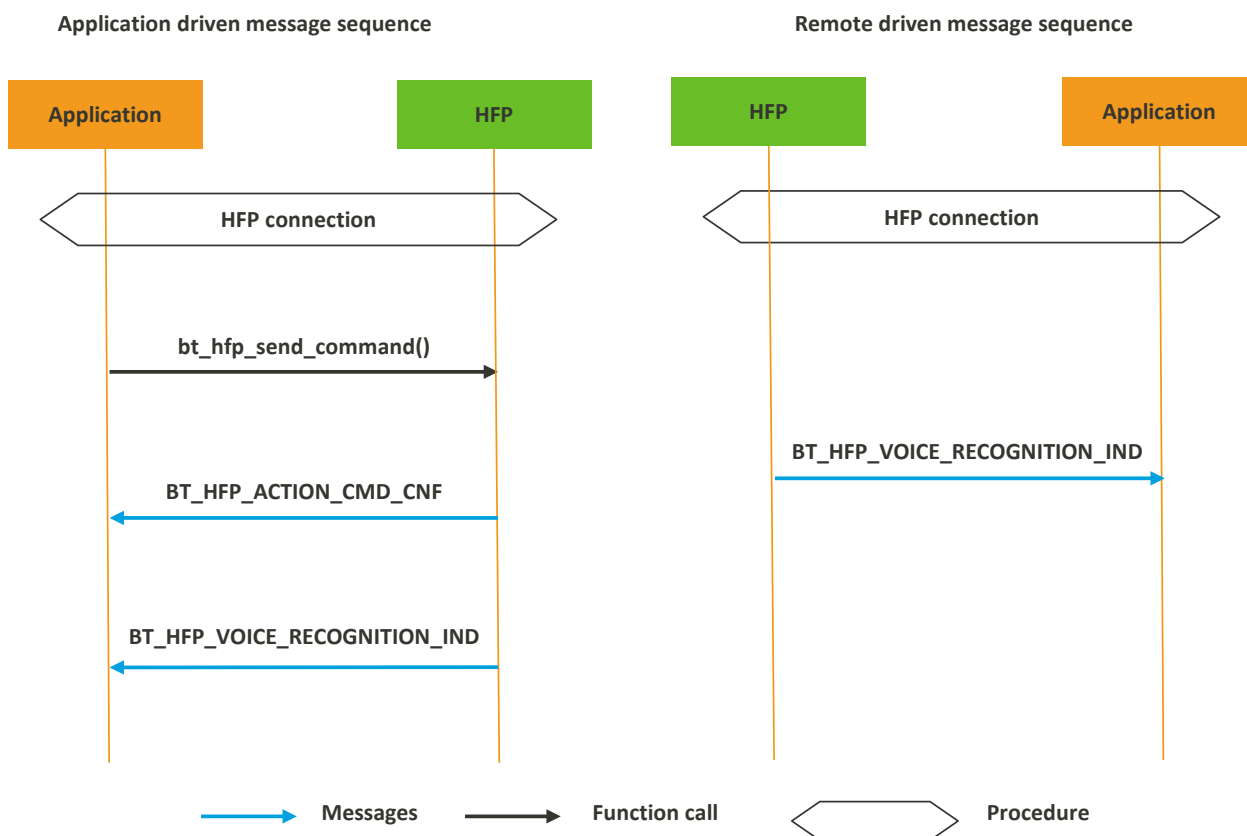 Application driven message sequence
Remote driven message sequence
Application
HFP
HFP
Application
HFP connection
HFP connection
bt_hfp_send_command()
BT_HFP_VOICE_RECOGNITION_IND
BT_HFP_ACTION_CMD_CNF
BT_HFP_VOICE_RECOGNITION_IND
Messages
Function call
Procedure